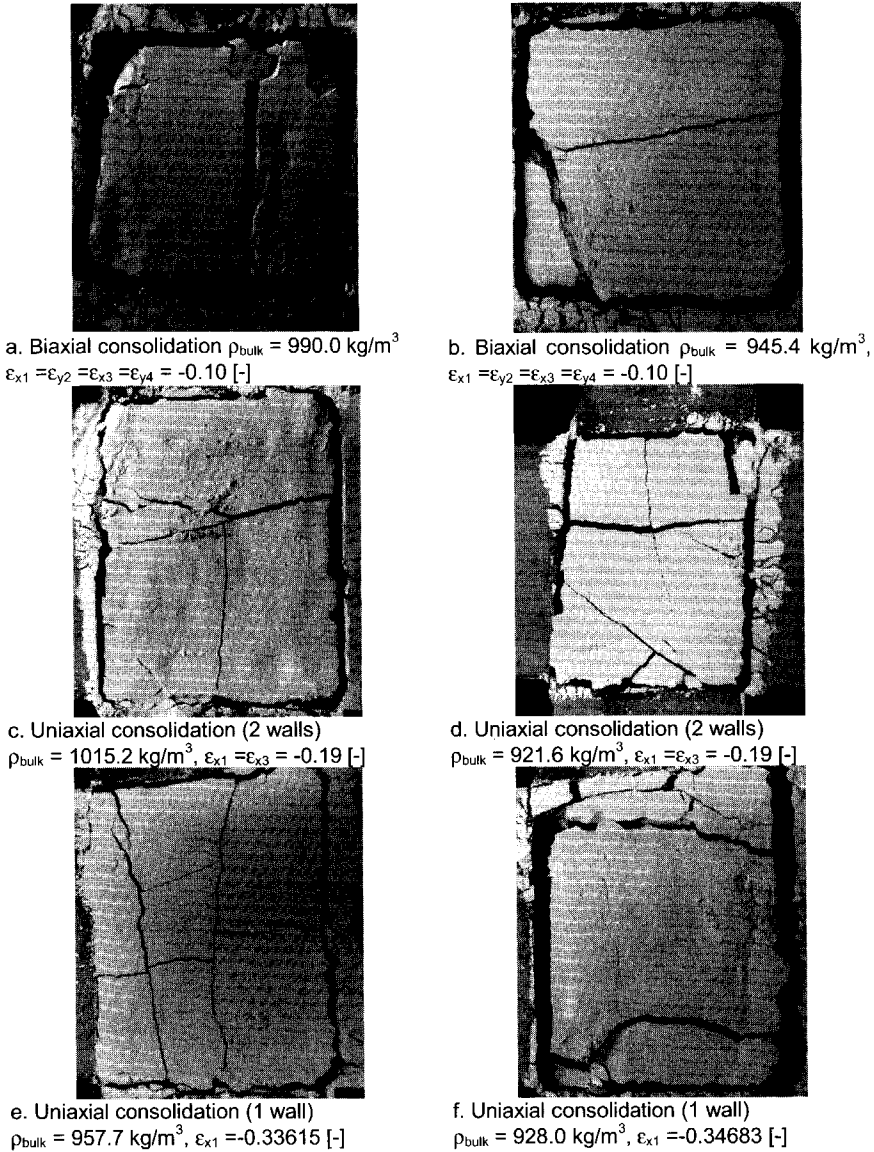 a. Biaxial consolidation ρbulk = 990.0 kg/m³
εx1 =εy2 =εx3 =εy4 = -0.10 [-]
b. Biaxial consolidation ρbulk = 945.4 kg/m³,
εx1 =εy2 =εx3 =εy4 = -0.10 [-]
c. Uniaxial consolidation (2 walls)
ρbulk = 1015.2 kg/m³, εx1 =εx3 = -0.19 [-]
d. Uniaxial consolidation (2 walls)
ρbulk = 921.6 kg/m³, εx1 =εx3 = -0.19 [-]
e. Uniaxial consolidation (1 wall)
ρbulk = 957.7 kg/m³, εx1 =-0.33615 [-]
f. Uniaxial consolidation (1 wall)
ρbulk = 928.0 kg/m³, εx1 =-0.34683 [-]